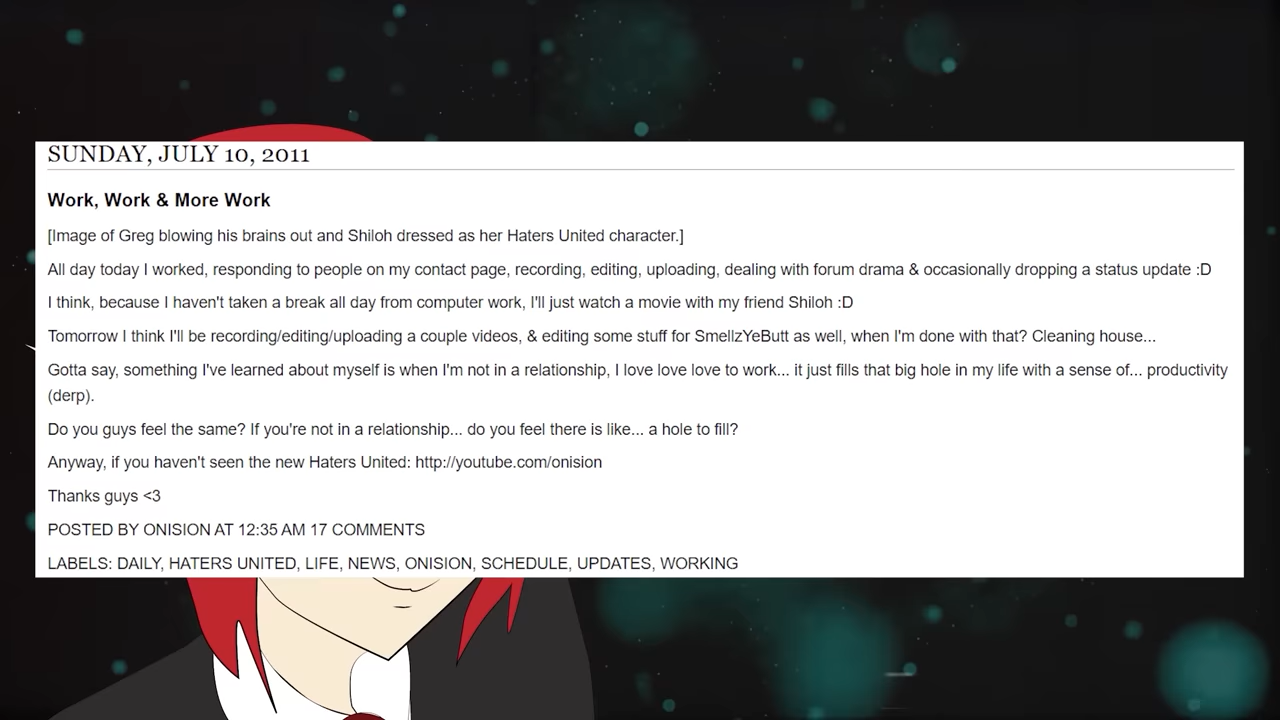 SUNDAY, JULY 10, 2011
Work, Work & More Work
[Image of Greg blowing his brains out and Shiloh dressed as her Haters United character.]
All day today I worked, responding to people on my contact page, recording, editing, uploading, dealing with forum drama & occasionally dropping a status update :D
I think, because I haven't taken a break all day from computer work, I'll just watch a movie with my friend Shiloh :D
Tomorrow I think I'll be recording/editing/uploading a couple videos, & editing some stuff for SmellzYeButt as well, when I'm done with that? Cleaning house...
Gotta say, something I've learned about myself is when I'm not in a relationship, I love love love to work... it just fills that big hole in my life with a sense of... productivity
(derp).
Do you guys feel the same? If you're not in a relationship... do you feel there is like... a hole to fill?
Anyway, if you haven't seen the new Haters United: http://youtube.com/onision
Thanks guys <3
POSTED BY ONISION AT 12:35 AM 17 COMMENTS
LABELS: DAILY, HATERS UNITED, LIFE, NEWS, ONISION, SCHEDULE, UPDATES, WORKING